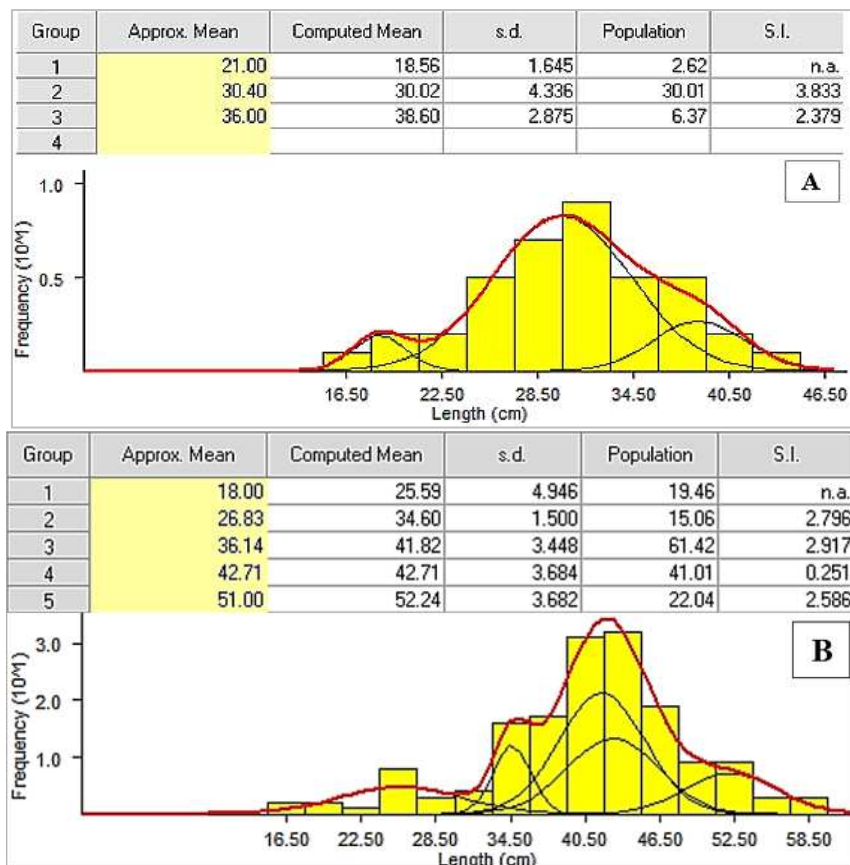 Group Approx. Mean Computed Mean s.d. Population S.I.
1 21.00 18.56 1.645 2.62 n.a.
2 30.40 30.02 4.336 30.01 3.833
3 36.00 38.60 2.875 6.37 2.379
4
A
1.0
0.5
Frequency (10^1)
16.50 22.50 28.50 34.50 40.50 46.50
Length (cm)
Group Approx. Mean Computed Mean s.d. Population S.I.
1 18.00 25.59 4.946 19.46 n.a.
2 26.83 34.60 1.500 15.06 2.796
3 36.14 41.82 3.448 61.42 2.917
4 42.71 42.71 3.684 41.01 0.251
5 51.00 52.24 3.682 22.04 2.586
B
3.0
2.0
1.0
Frequency (10^1)
16.50 22.50 28.50 34.50 40.50 46.50 52.50 58.50
Length (cm)